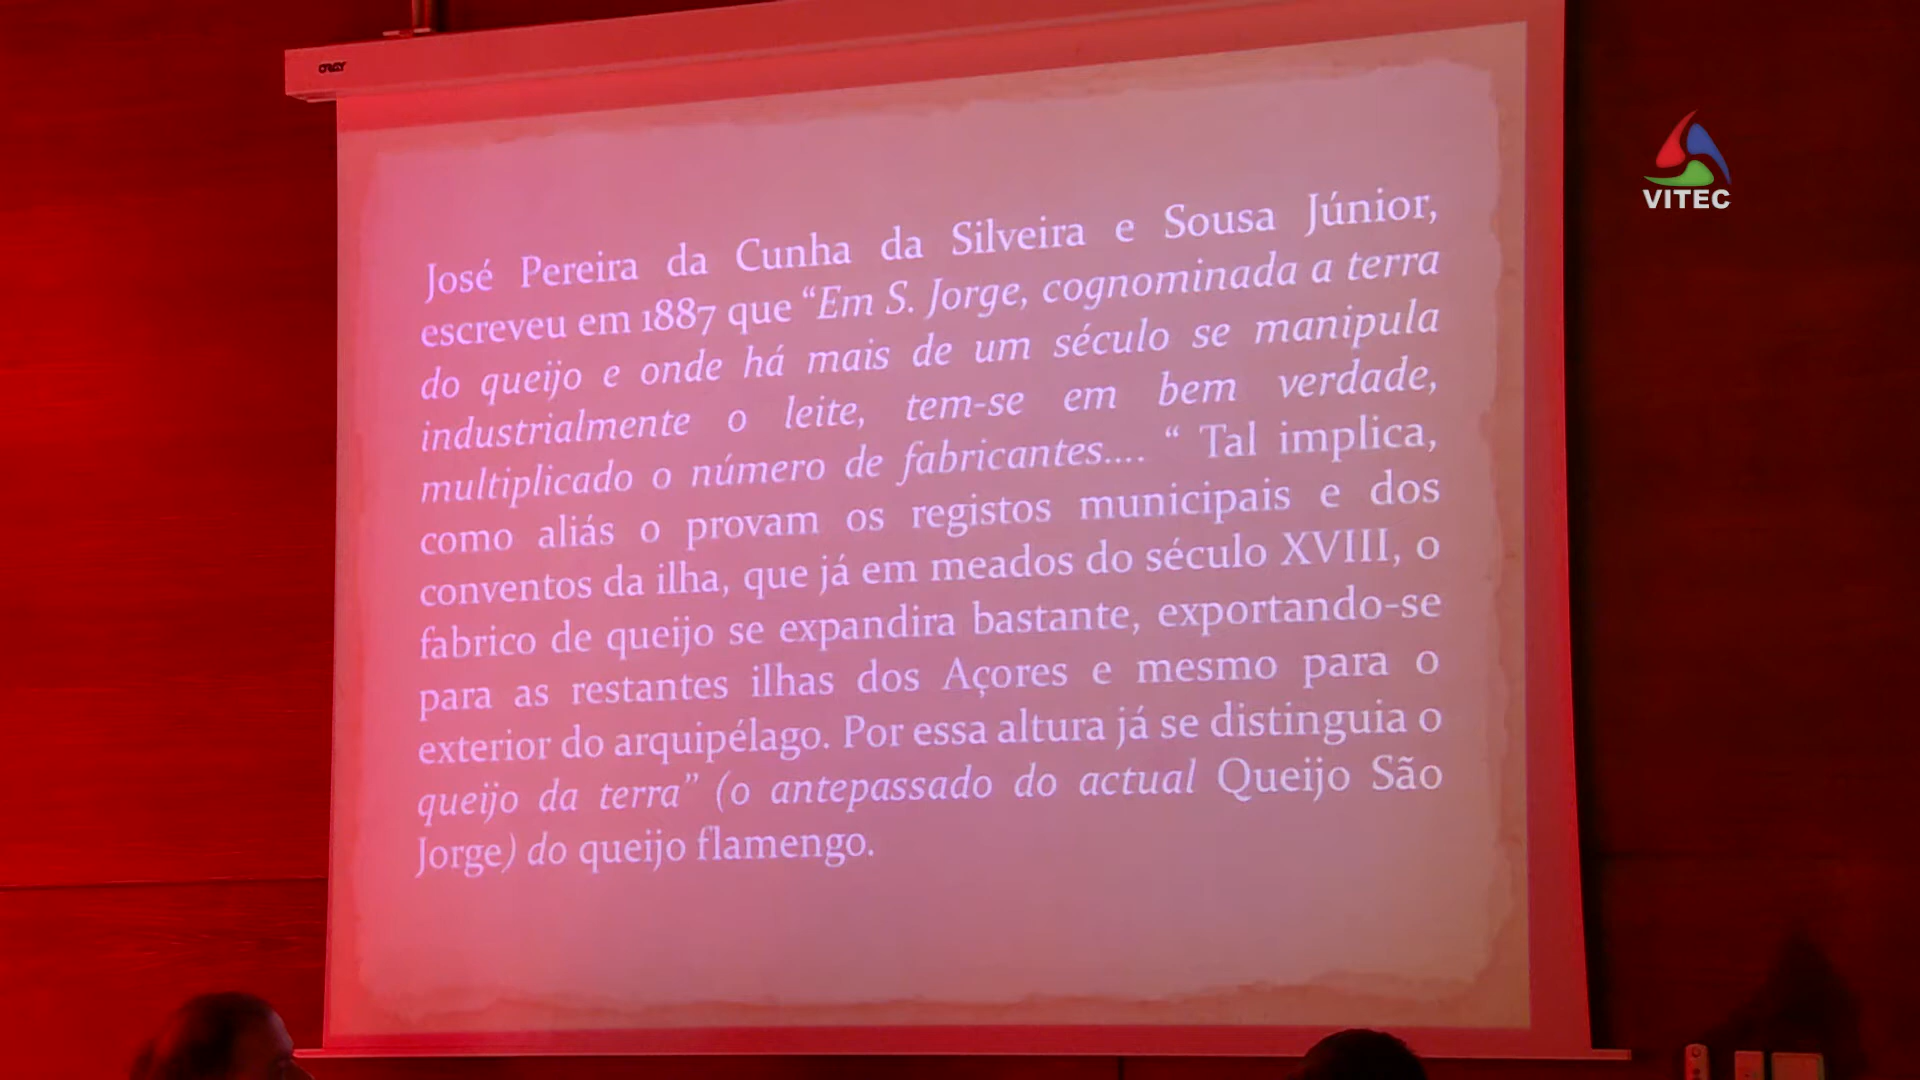 ORAY
VITEC
José Pereira da Cunha da Silveira e Sousa Júnior,
escreveu em 1887 que “Em S. Jorge, cognominada a terra
do queijo e onde há mais de um século se manipula
industrialmente o leite, tem-se em bem verdade,
multiplicado o número de fabricantes.... “ Tal implica,
como aliás o provam os registos municipais e dos
conventos da ilha, que já em meados do século XVIII, o
fabrico de queijo se expandira bastante, exportando-se
para as restantes ilhas dos Açores e mesmo para o
exterior do arquipélago. Por essa altura já se distinguia o
queijo da terra” (o antepassado do actual Queijo São
Jorge) do queijo flamengo.